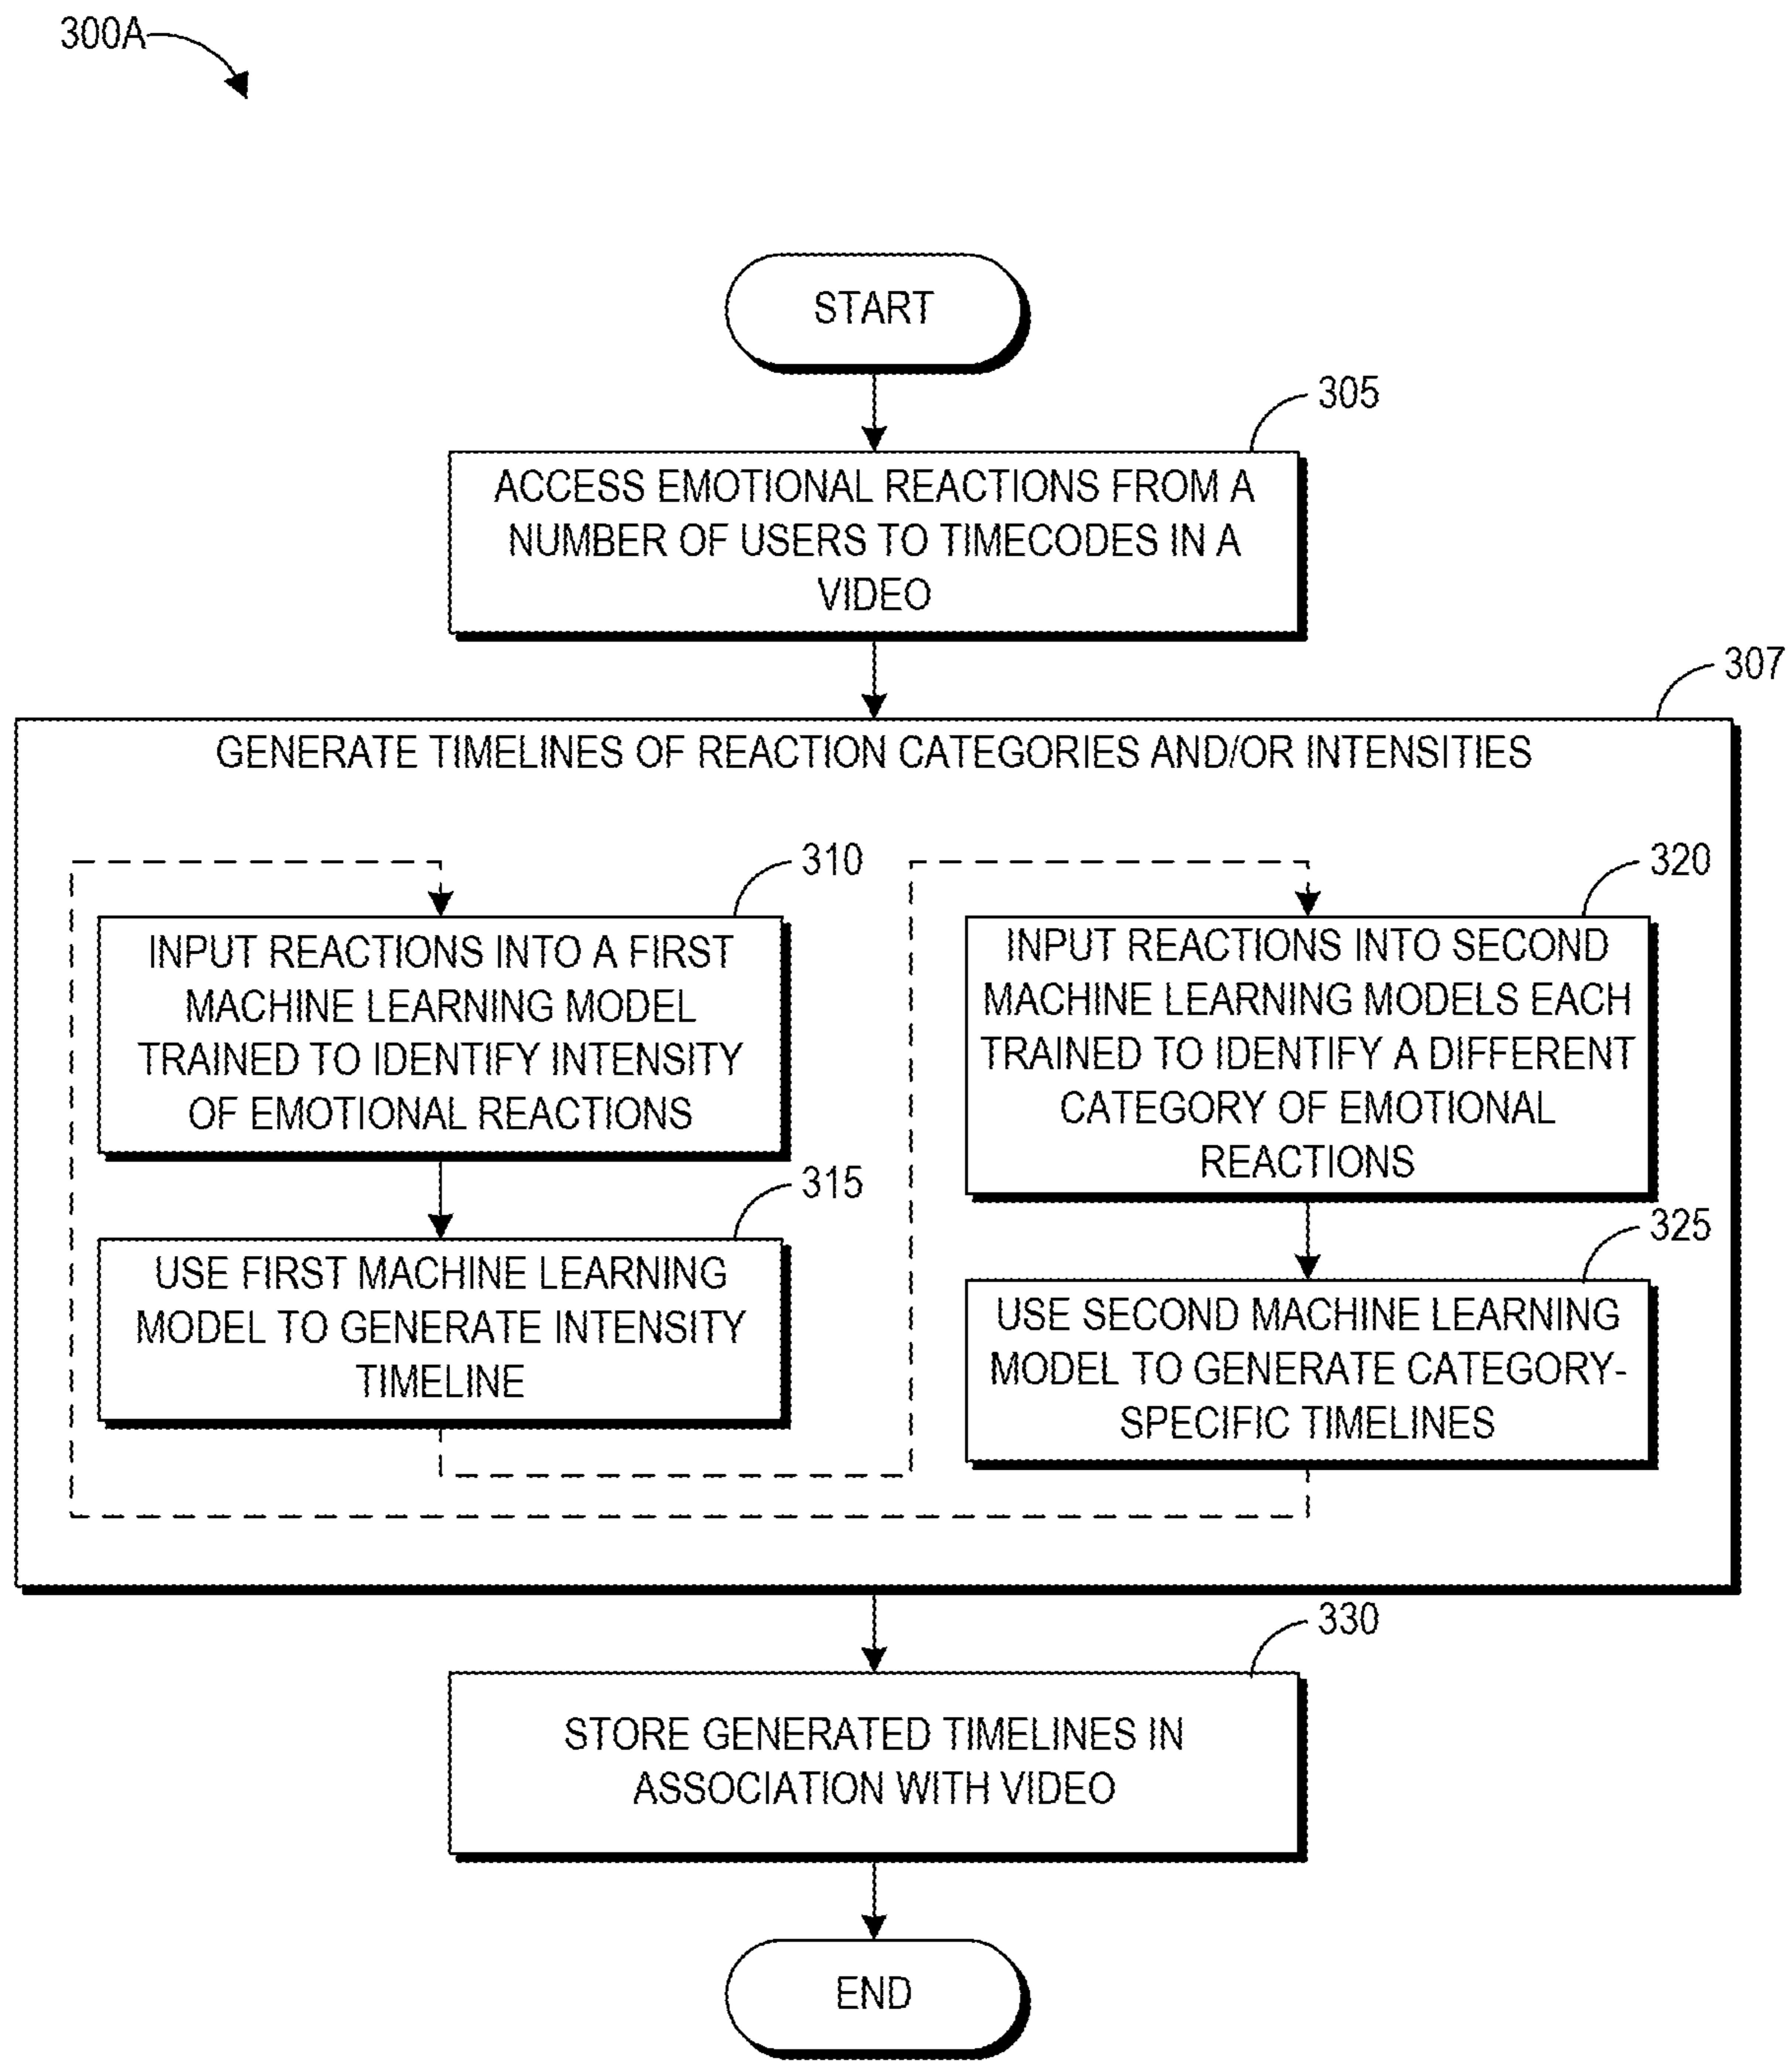 300A
START
305
ACCESS EMOTIONAL REACTIONS FROM A
NUMBER OF USERS TO TIMECODES IN A
VIDEO
307
GENERATE TIMELINES OF REACTION CATEGORIES AND/OR INTENSITIES
310
INPUT REACTIONS INTO A FIRST
MACHINE LEARNING MODEL
TRAINED TO IDENTIFY INTENSITY
OF EMOTIONAL REACTIONS
315
USE FIRST MACHINE LEARNING
MODEL TO GENERATE INTENSITY
TIMELINE
320
INPUT REACTIONS INTO SECOND
MACHINE LEARNING MODELS EACH
TRAINED TO IDENTIFY A DIFFERENT
CATEGORY OF EMOTIONAL
REACTIONS
325
USE SECOND MACHINE LEARNING
MODEL TO GENERATE CATEGORY-
SPECIFIC TIMELINES
330
STORE GENERATED TIMELINES IN
ASSOCIATION WITH VIDEO
END